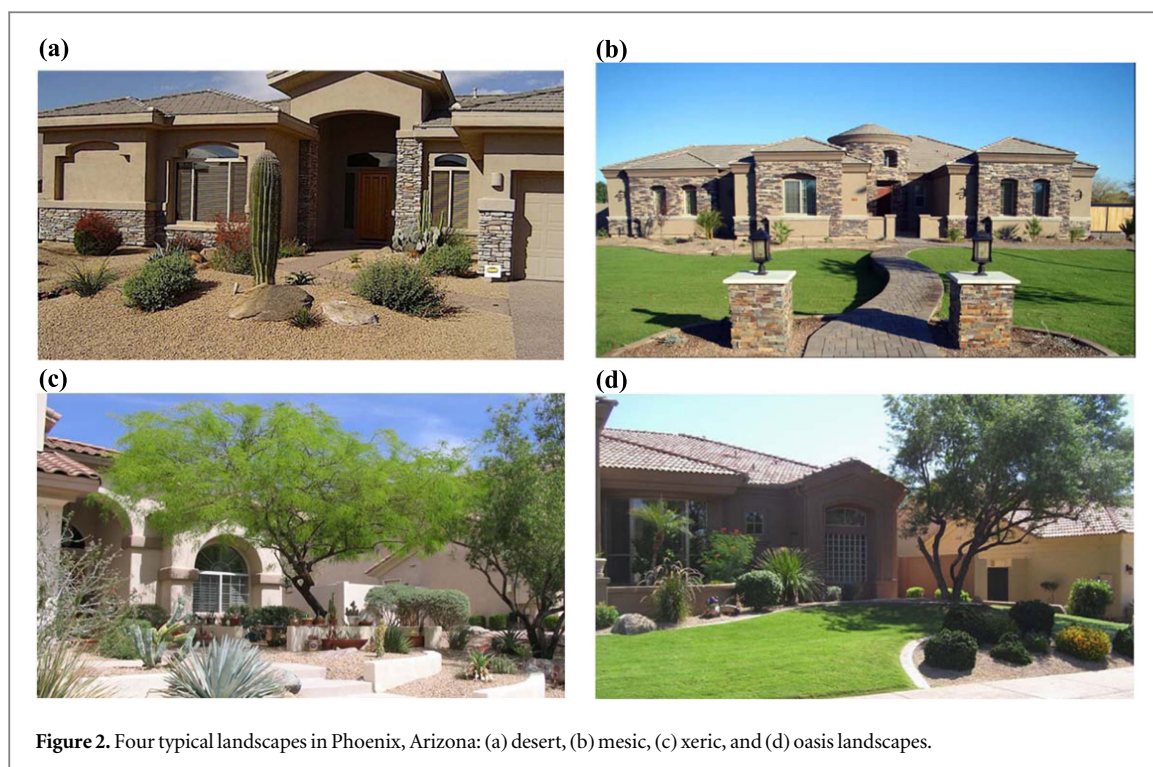 (a)
(b)
(c)
(d)
Figure 2. Four typical landscapes in Phoenix, Arizona: (a) desert, (b) mesic, (c) xeric, and (d) oasis landscapes.